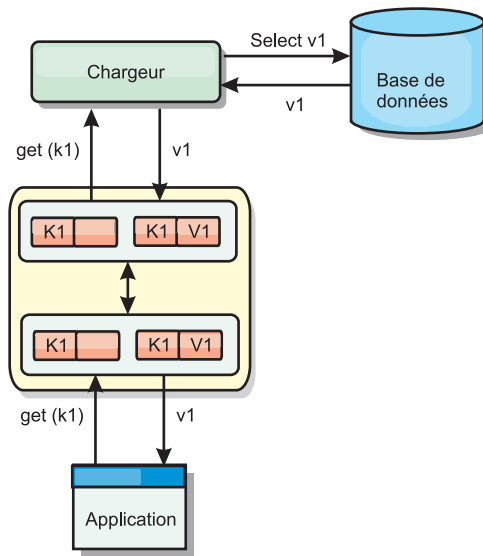 Select v1
Chargeur
Base de
données
v1
get (k1)
v1
K1
K1 V1
K1
K1 V1
get (k1)
v1
Application